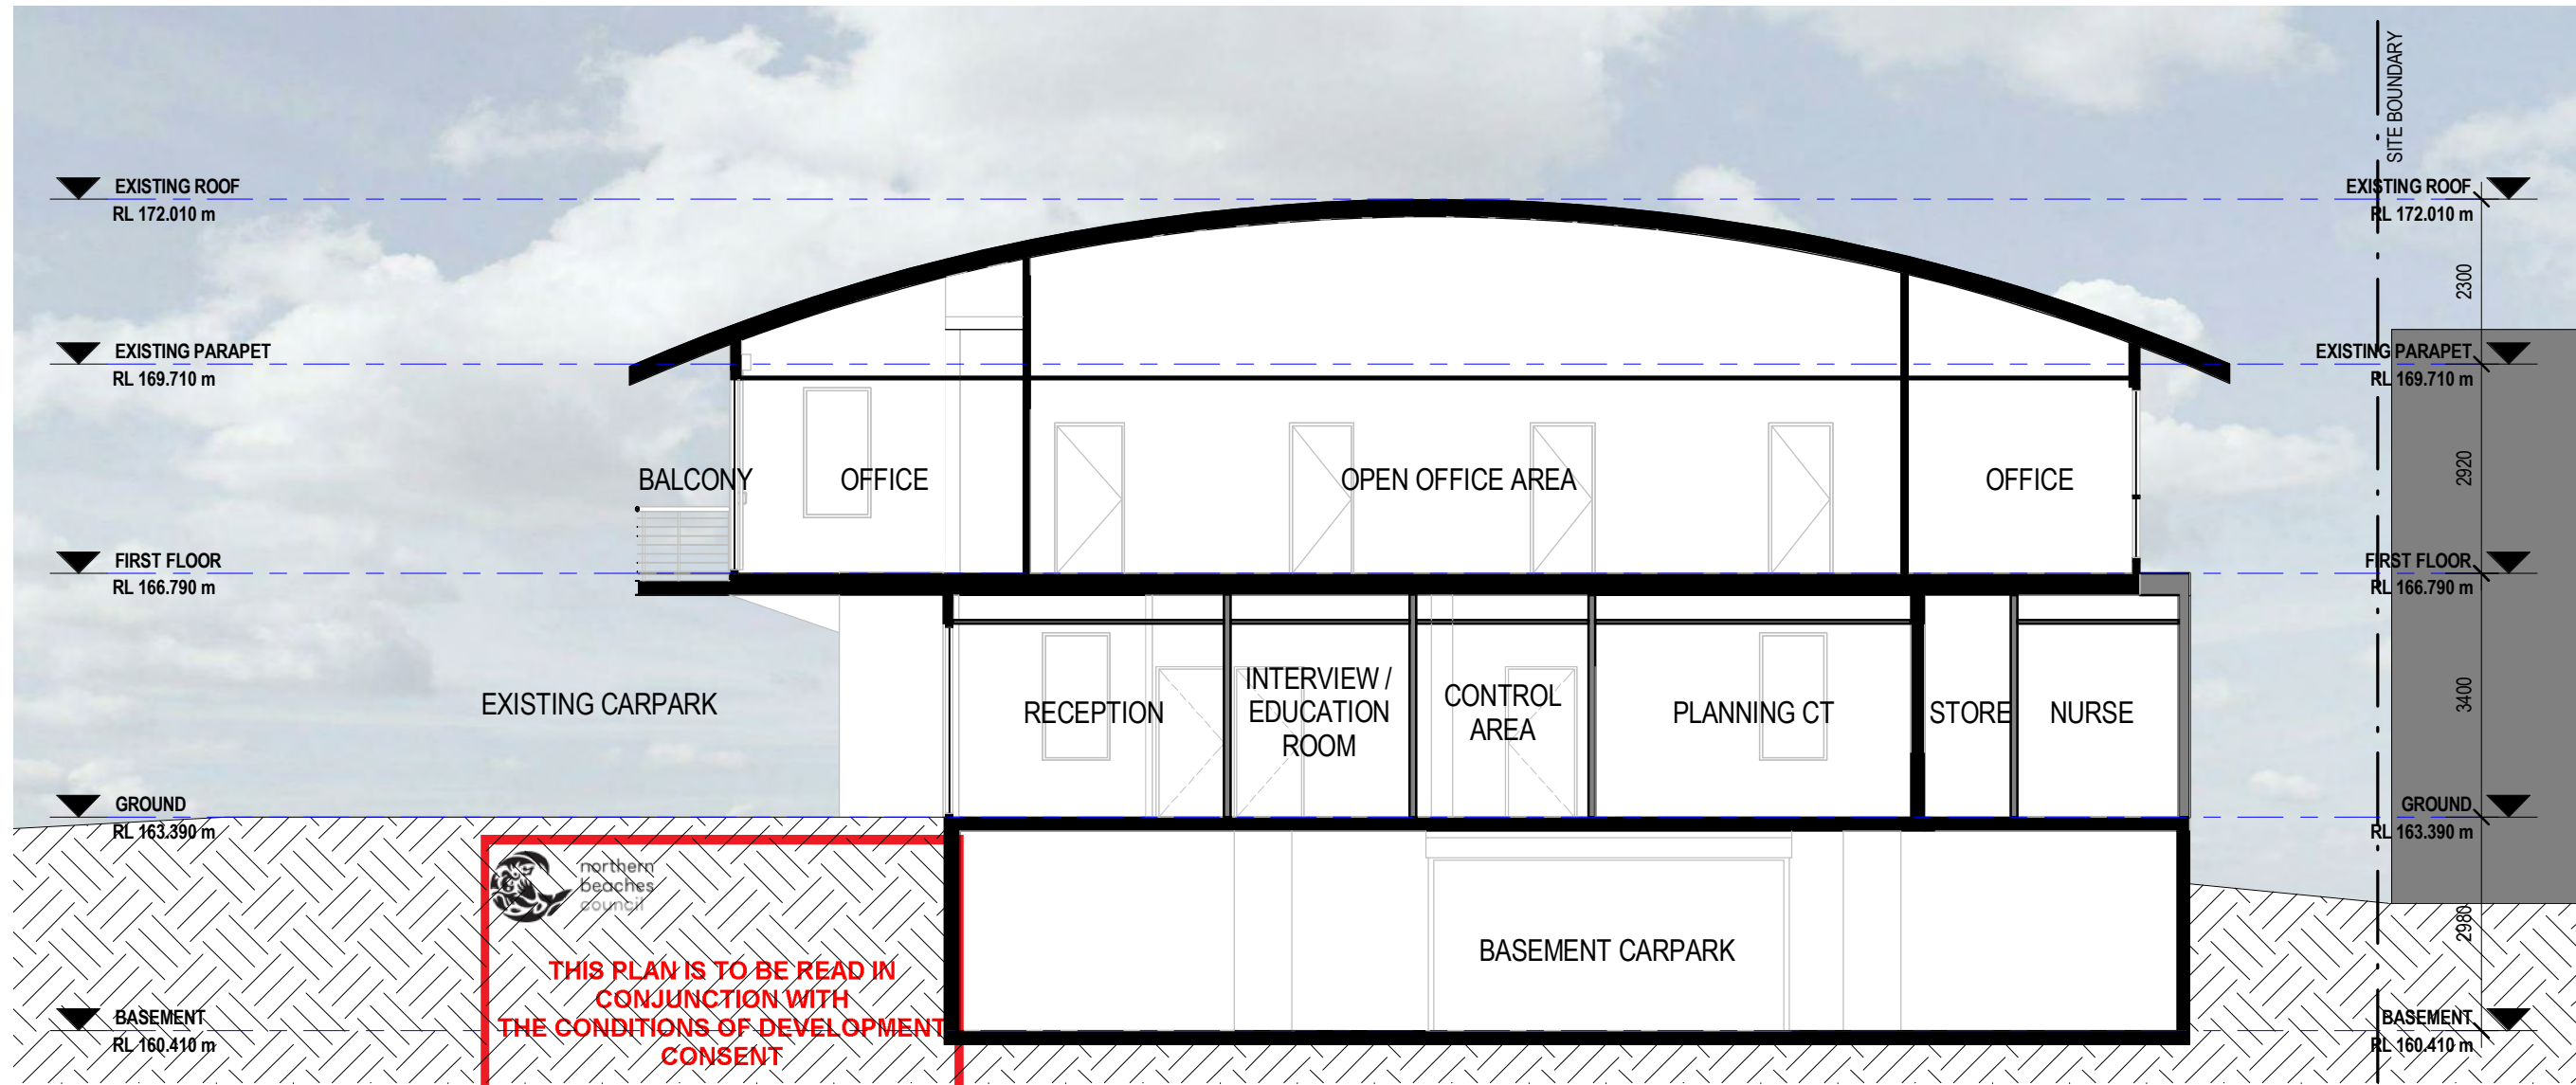 SITE BOUNDARY
EXISTING ROOF
RL 172.010 m
EXISTING ROOF
RL 172.010 m
2300
EXISTING PARAPET
RL 169.710 m
EXISTING PARAPET
RL 169.710 m
BALCONY
OFFICE
OPEN OFFICE AREA
OFFICE
2920
FIRST FLOOR
RL 166.790 m
FIRST FLOOR
RL 166.790 m
EXISTING CARPARK
RECEPTION
INTERVIEW /
EDUCATION
ROOM
CONTROL
AREA
PLANNING CT
STORE
NURSE
3400
GROUND
RL 163.390 m
GROUND
RL 163.390 m
northern
beaches
council
THIS PLAN IS TO BE READ IN
CONJUNCTION WITH
THE CONDITIONS OF DEVELOPMENT
CONSENT
BASEMENT CARPARK
2980
BASEMENT
RL 160.410 m
BASEMENT
RL 160.410 m